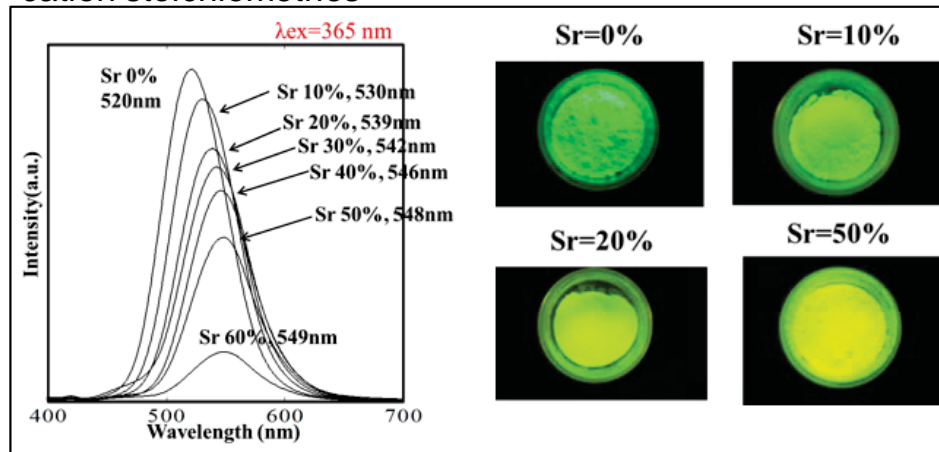 λex=365 nm
Sr 0%
520nm
Sr 10%, 530nm
Sr 20%, 539nm
Sr 30%, 542nm
Sr 40%, 546nm
Sr 50%, 548nm
Sr 60%, 549nm
Intensity(a.u.)
400
500
600
700
Wavelength (nm)
Sr=0%
Sr=10%
Sr=20%
Sr=50%